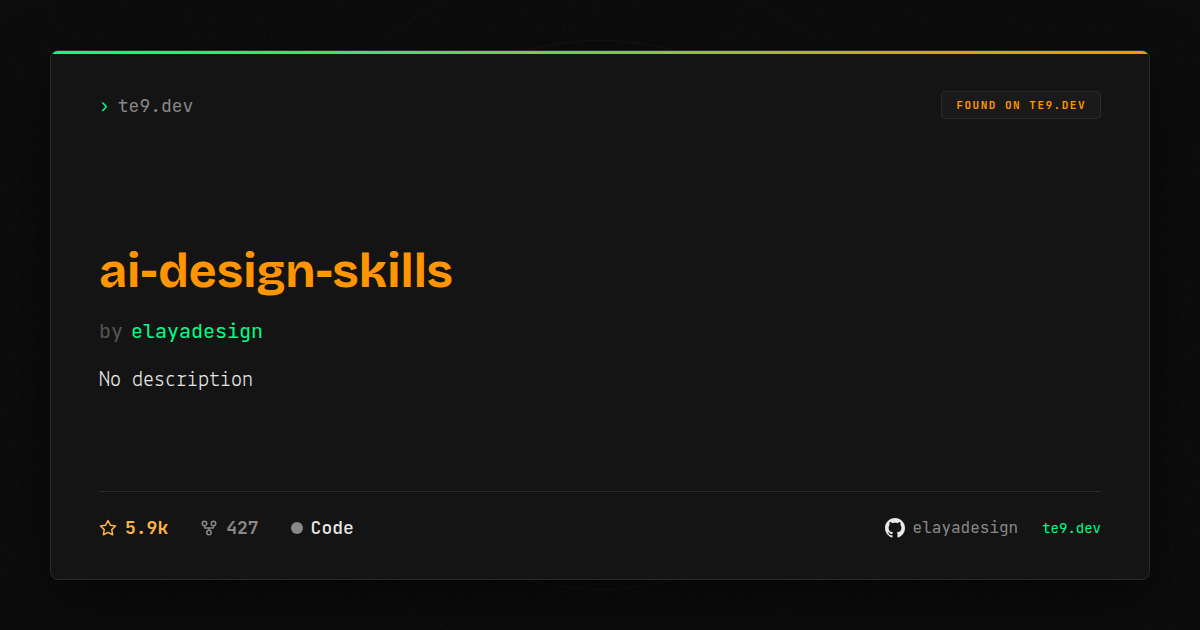 › te9.dev
FOUND ON TE9.DEV
ai-design-skills
by elayadesign
No description
5.9k 427 Code
elayadesign te9.dev